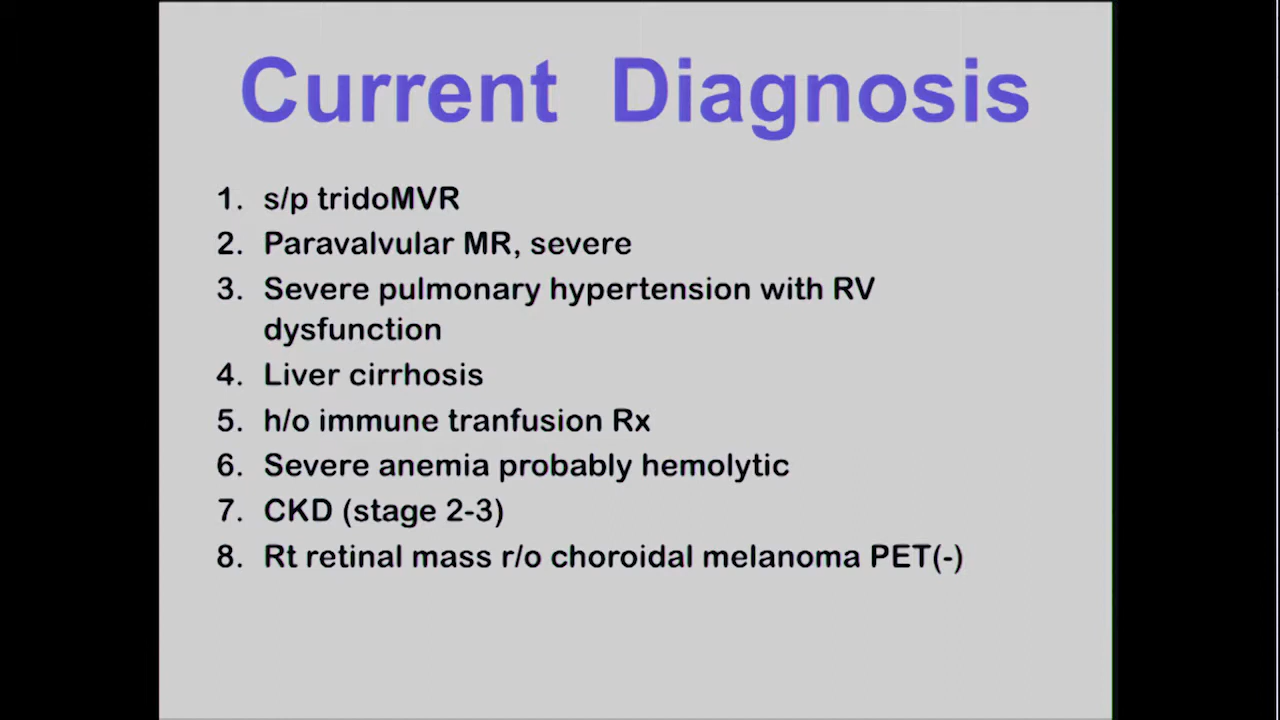 Current Diagnosis
1. s/p tridoMVR
2. Paravalvular MR, severe
3. Severe pulmonary hypertension with RV
dysfunction
4. Liver cirrhosis
5. h/o immune tranfusion Rx
6. Severe anemia probably hemolytic
7. CKD (stage 2-3)
8. Rt retinal mass r/o choroidal melanoma PET(-)